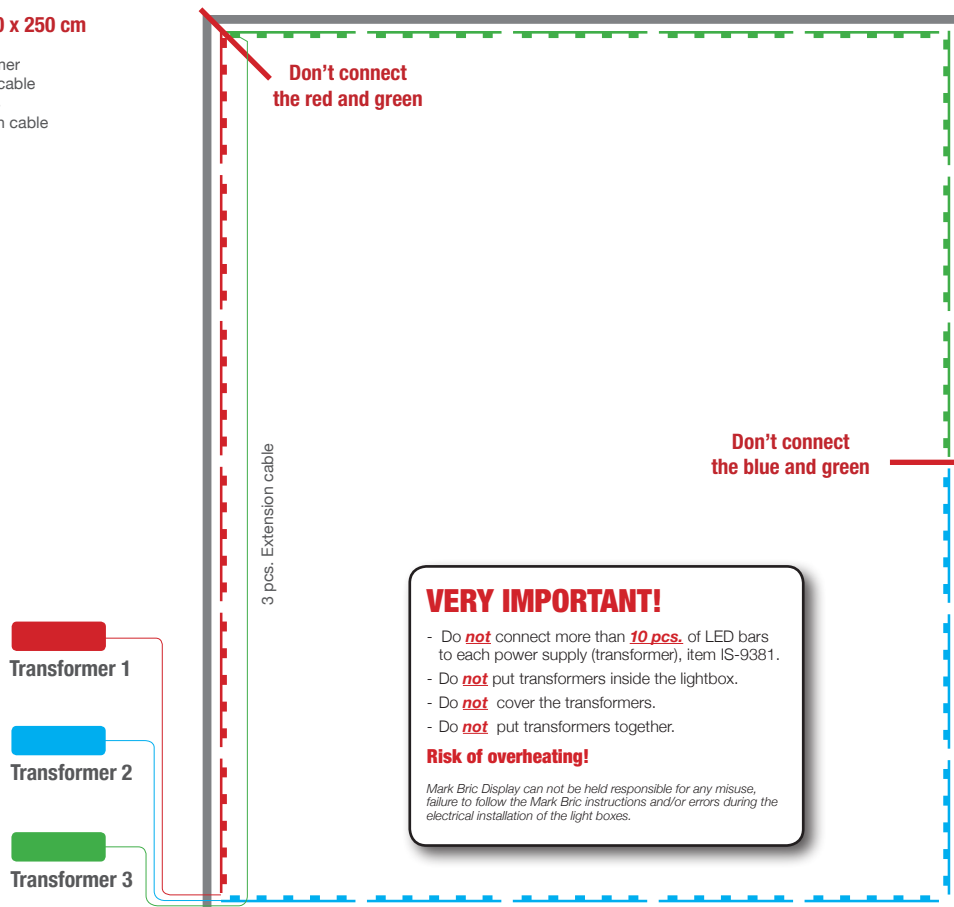 0 x 250 cm
ner
cable
n cable
Don't connect
the red and green
3 pcs. Extension cable
Don't connect
the blue and green
VERY IMPORTANT!
- Do not connect more than 10 pcs. of LED bars
to each power supply (transformer), item IS-9381.
- Do not put transformers inside the lightbox.
- Do not cover the transformers.
- Do not put transformers together.
Risk of overheating!
Mark Bric Display can not be held responsible for any misuse,
failure to follow the Mark Bric instructions and/or errors during the
electrical installation of the light boxes.
Transformer 1
Transformer 2
Transformer 3